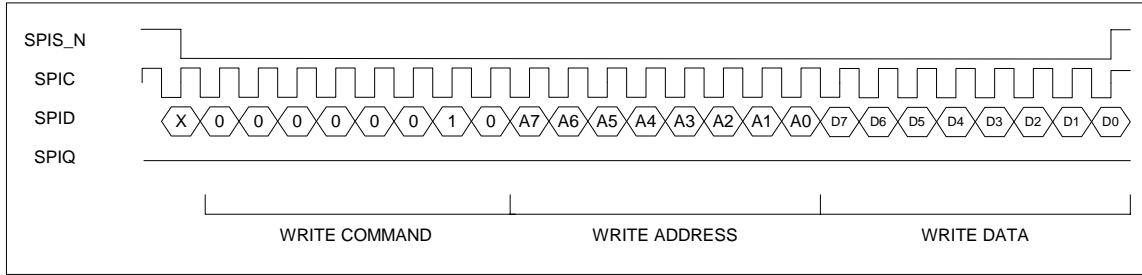 SPIS_N
SPIC
SPID X 0 0 0 0 0 0 1 0 A7 A6 A5 A4 A3 A2 A1 A0 D7 D6 D5 D4 D3 D2 D1 D0
SPIQ
WRITE COMMAND WRITE ADDRESS WRITE DATA